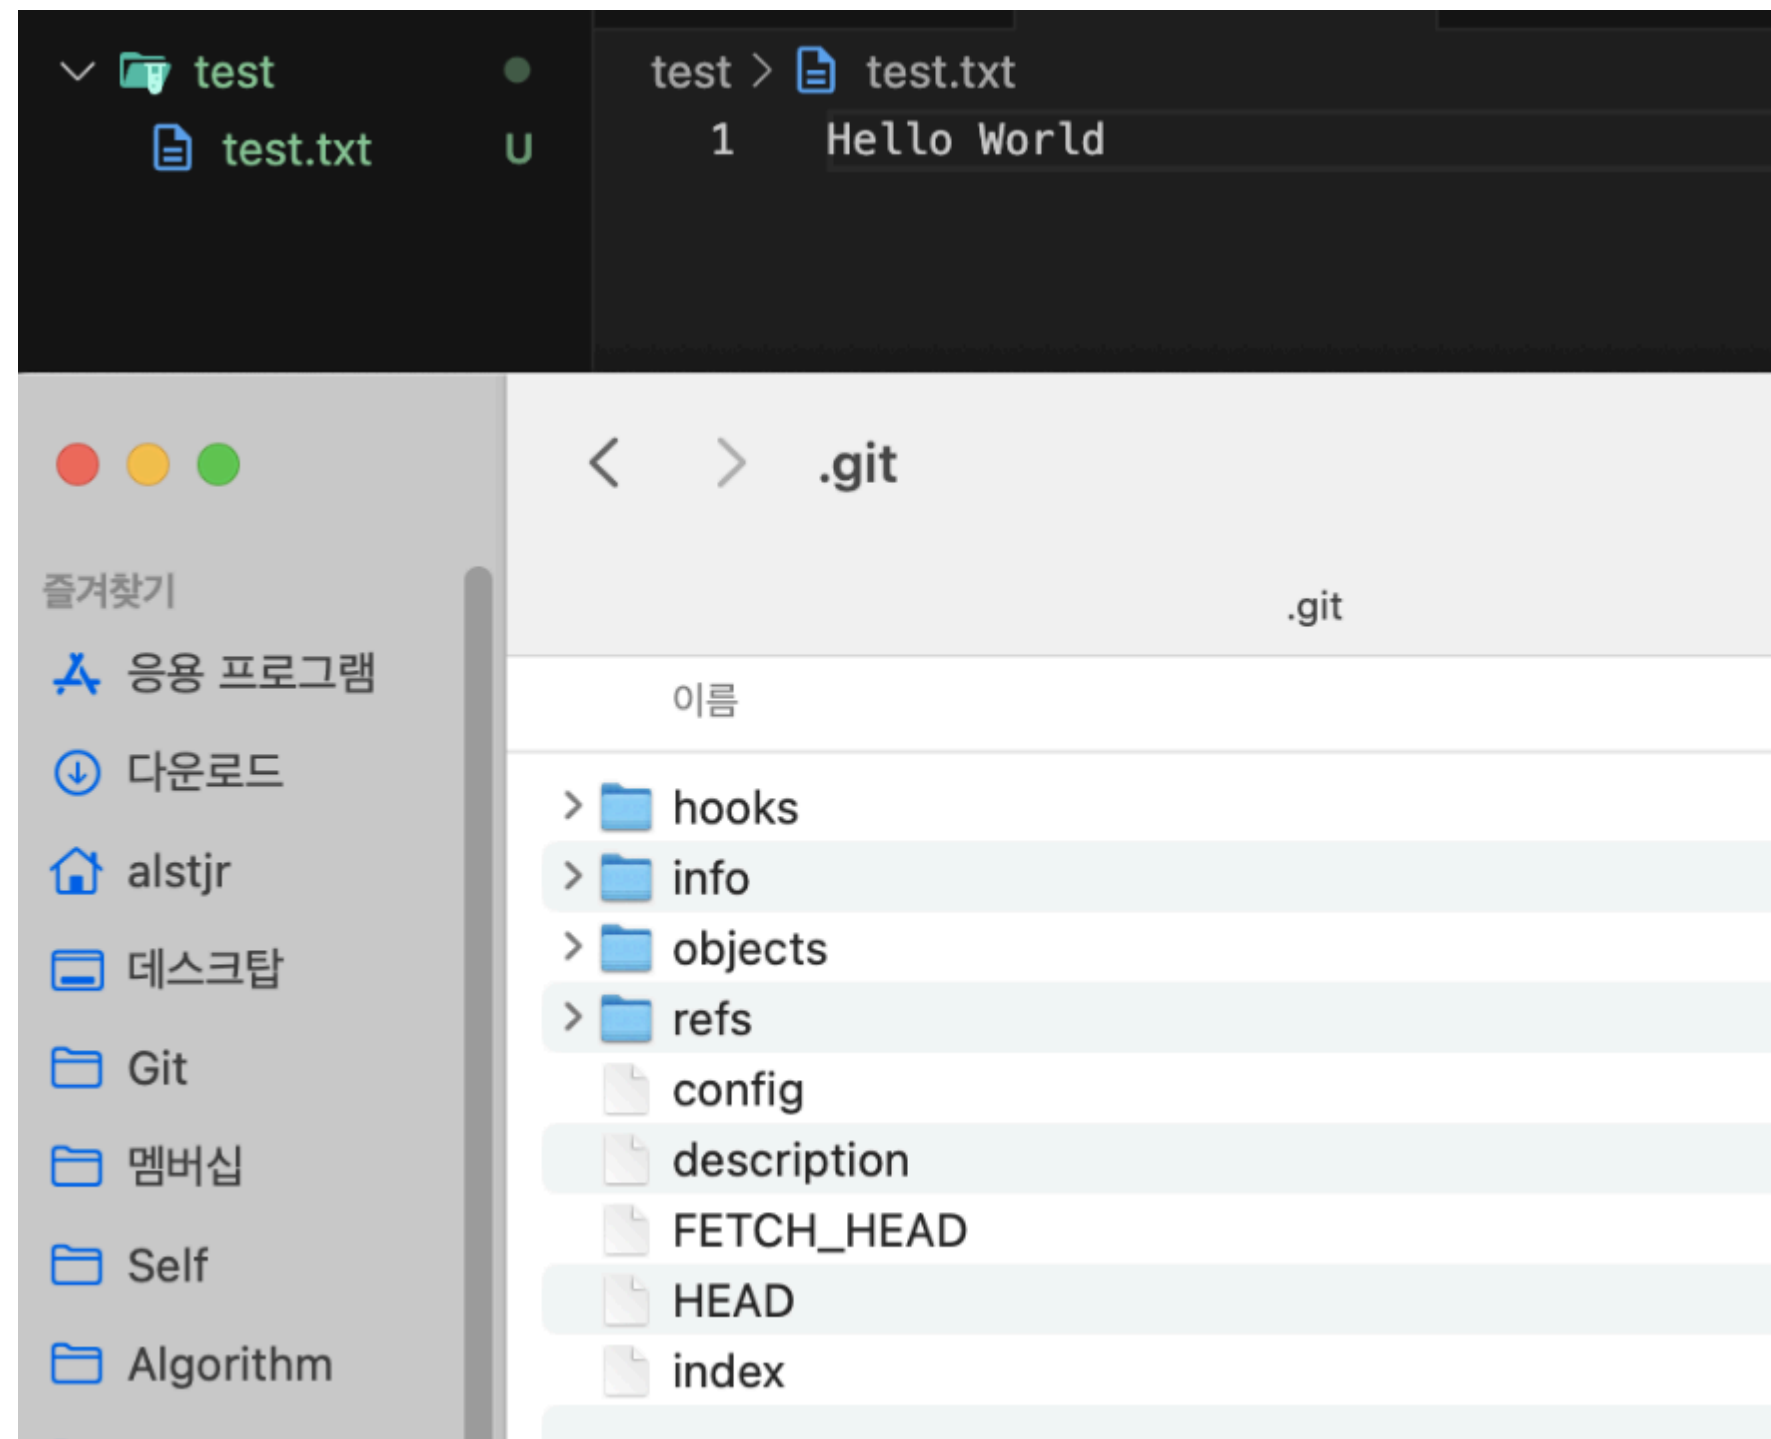 test
test.txt U
test > test.txt
1 Hello World
.git
.git
즐겨찾기
응용 프로그램
다운로드
alstjr
데스크탑
Git
멤버십
Self
Algorithm
이름
hooks
info
objects
refs
config
description
FETCH_HEAD
HEAD
index